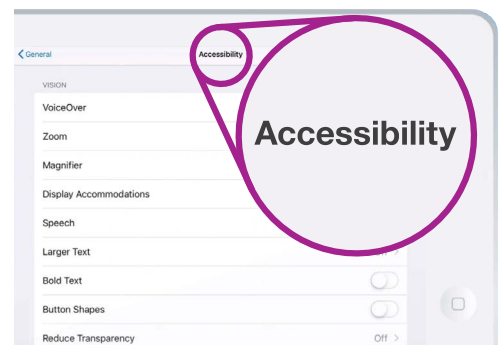 General
Accessibility
Accessibility
VISION
VoiceOver
Zoom
Magnifier
Display Accommodations
Speech
Larger Text
Bold Text
Button Shapes
Reduce Transparency Off